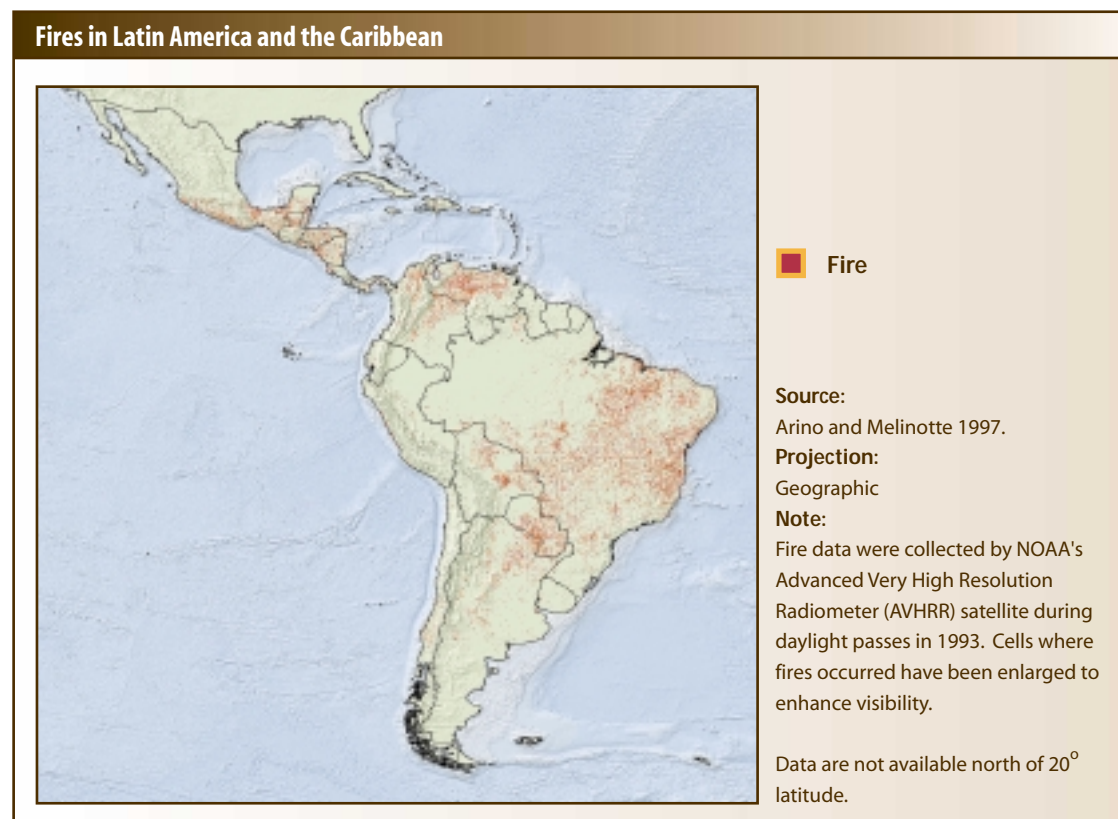 Fires in Latin America and the Caribbean
Fire
Source:
Arino and Melinotte 1997.
Projection:
Geographic
Note:
Fire data were collected by NOAA's
Advanced Very High Resolution
Radiometer (AVHRR) satellite during
daylight passes in 1993. Cells where
fires occurred have been enlarged to
enhance visibility.
Data are not available north of 20°
latitude.